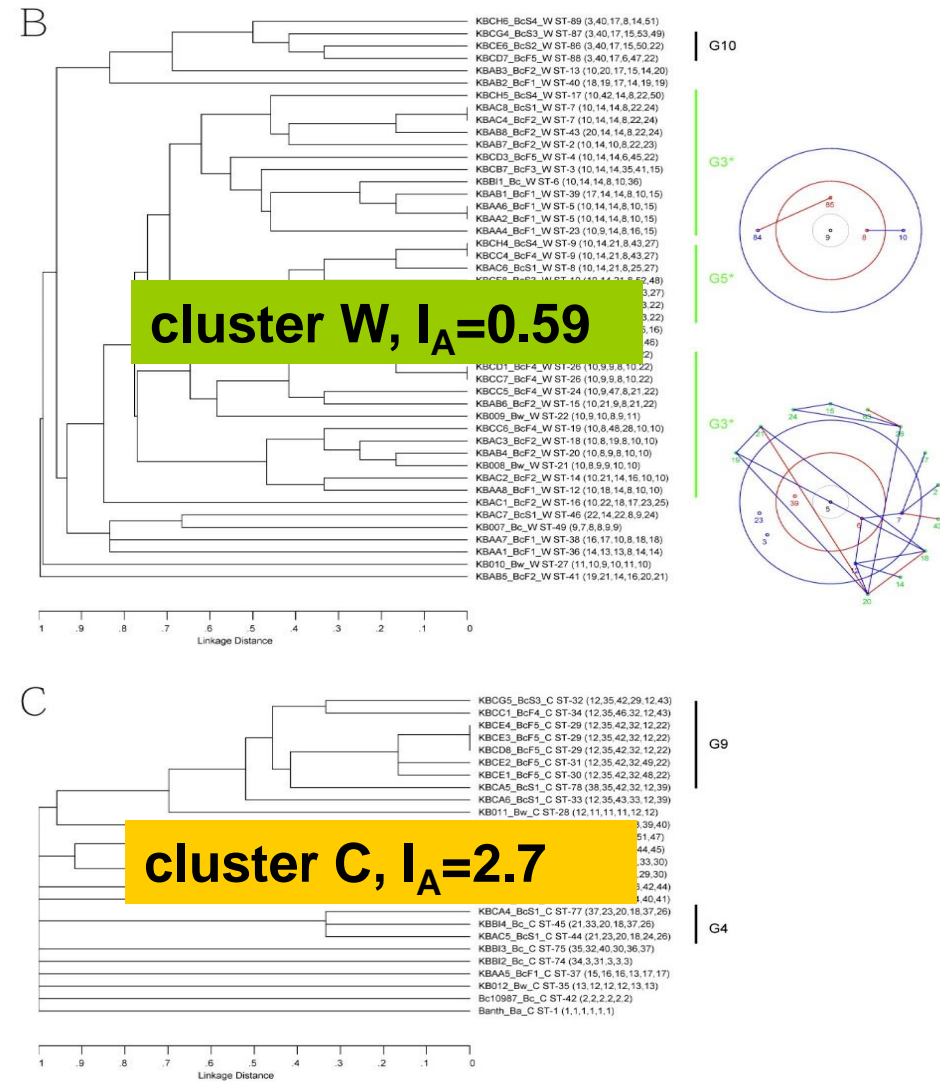 B
KBCH6_BcS4_W ST-89 (3,40,17,8,14,51)
KBCG4_BcS3_W ST-87 (3,40,17,15,53,49)
KBCE6_BcS2_W ST-86 (3,40,17,15,50,22)
KBCD7_BcF5_W ST-88 (3,40,17,6,47,22)
G10
KBAB3_BcF2_W ST-13 (10,20,17,15,14,20)
KBAB2_BcF1_W ST-40 (18,19,17,14,19,19)
KBCH5_BcS4_W ST-17 (10,42,14,8,22,50)
KBAC8_BcS1_W ST-7 (10,14,14,8,22,24)
KBAC4_BcF2_W ST-7 (10,14,14,8,22,24)
KBAB8_BcF2_W ST-43 (20,14,14,8,22,24)
KBAB7_BcF2_W ST-2 (10,14,10,8,22,23)
KBCD3_BcF5_W ST-4 (10,14,14,6,45,22)
G3*
KBCB7_BcF3_W ST-3 (10,14,14,35,41,15)
KBBI1_Bc_W ST-6 (10,14,14,8,10,36)
KBAB1_BcF1_W ST-39 (17,14,14,8,10,15)
KBAA6_BcF1_W ST-5 (10,14,14,8,10,15)
KBAA2_BcF1_W ST-5 (10,14,14,8,10,15)
KBAA4_BcF1_W ST-23 (10,9,14,8,16,15)
KBCH4_BcS4_W ST-9 (10,14,21,8,43,27)
KBCC4_BcF4_W ST-9 (10,14,21,8,43,27)
KBAC6_BcS1_W ST-8 (10,14,21,8,25,27)
G5*
85
84
9
8
10
cluster W, I_A=0.59
KBCD1_BcF4_W ST-26 (10,9,9,8,10,22)
KBCC7_BcF4_W ST-26 (10,9,9,8,10,22)
KBCC5_BcF4_W ST-24 (10,9,47,8,21,22)
KBAB6_BcF2_W ST-15 (10,21,9,8,21,22)
KB009_Bw_W ST-22 (10,9,10,8,9,11)
KBCC6_BcF4_W ST-19 (10,8,48,28,10,10)
G3*
KBAC3_BcF2_W ST-18 (10,8,19,8,10,10)
KBAB4_BcF2_W ST-20 (10,8,9,8,10,10)
KB008_Bw_W ST-21 (10,8,9,9,10,10)
KBAC2_BcF2_W ST-14 (10,21,14,16,10,10)
KBAA8_BcF1_W ST-12 (10,18,14,8,10,10)
KBAC1_BcF2_W ST-16 (10,22,18,17,23,25)
KBAC7_BcS1_W ST-46 (22,14,22,8,9,24)
KB007_Bc_W ST-49 (9,7,8,8,9,9)
KBAA7_BcF1_W ST-38 (16,17,10,8,18,18)
KBAA1_BcF1_W ST-36 (14,13,13,8,14,14)
KB010_Bw_W ST-27 (11,10,9,10,11,10)
KBAB5_BcF2_W ST-41 (19,21,14,16,20,21)
24
15
21
39
5
6
7
23
3
18
14
20
1 .9 .8 .7 .6 .5 .4 .3 .2 .1 0
Linkage Distance
C
KBCG5_BcS3_C ST-32 (12,35,42,29,12,43)
KBCC1_BcF4_C ST-34 (12,35,46,32,12,43)
KBCE4_BcF5_C ST-29 (12,35,42,32,12,22)
KBCE3_BcF5_C ST-29 (12,35,42,32,12,22)
KBCD8_BcF5_C ST-29 (12,35,42,32,12,22)
G9
KBCE2_BcF5_C ST-31 (12,35,42,32,49,22)
KBCE1_BcF5_C ST-30 (12,35,42,32,48,22)
KBCA5_BcS1_C ST-78 (38,35,42,32,12,39)
KBCA6_BcS1_C ST-33 (12,35,43,33,12,39)
KB011_Bw_C ST-28 (12,11,11,11,12,12)
cluster C, I_A=2.7
KBCA4_BcS1_C ST-77 (37,23,20,18,37,26)
KBBI4_Bc_C ST-45 (21,33,20,18,37,26)
G4
KBAC5_BcS1_C ST-44 (21,23,20,18,24,26)
KBBI3_Bc_C ST-75 (35,32,40,30,36,37)
KBBI2_Bc_C ST-74 (34,3,31,3,3,3)
KBAA5_BcF1_C ST-37 (15,16,16,13,17,17)
KB012_Bw_C ST-35 (13,12,12,12,13,13)
Bc10987_Bc_C ST-42 (2,2,2,2,2,2)
Banth_Ba_C ST-1 (1,1,1,1,1,1)
1 .9 .8 .7 .6 .5 .4 .3 .2 .1 0
Linkage Distance